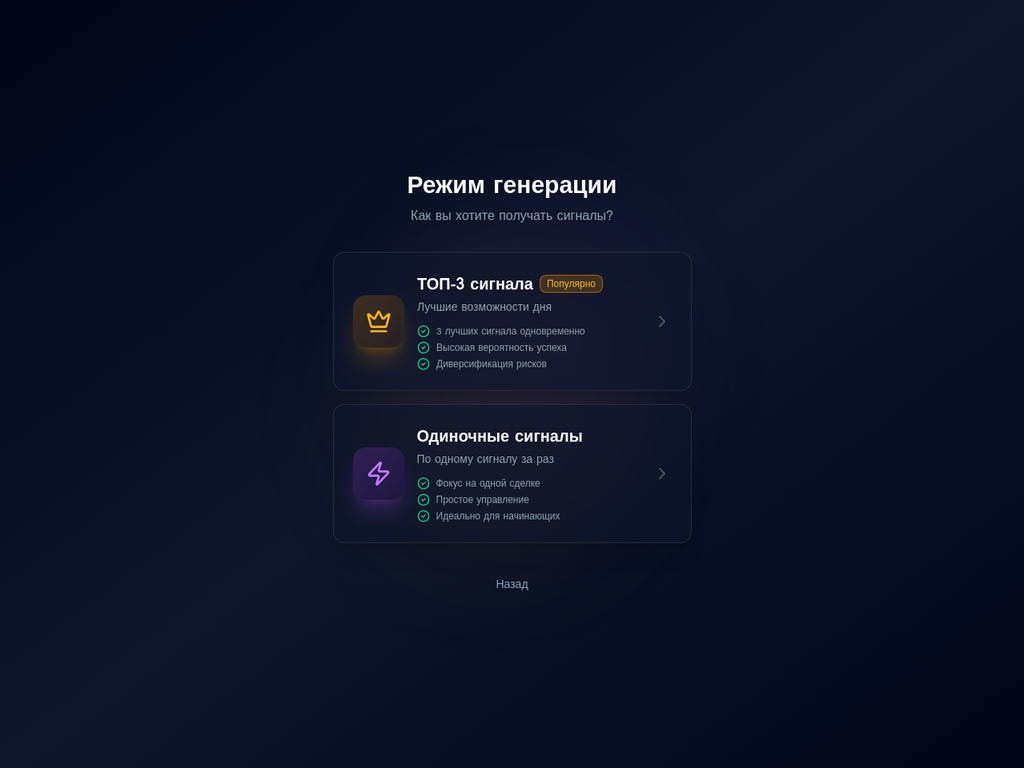 Режим генерации
Как вы хотите получать сигналы?
ТОП-3 сигнала
Популярно
Лучшие возможности дня
3 лучших сигнала одновременно
Высокая вероятность успеха
Диверсификация рисков
Одиночные сигналы
По одному сигналу за раз
Фокус на одной сделке
Простое управление
Идеально для начинающих
Назад